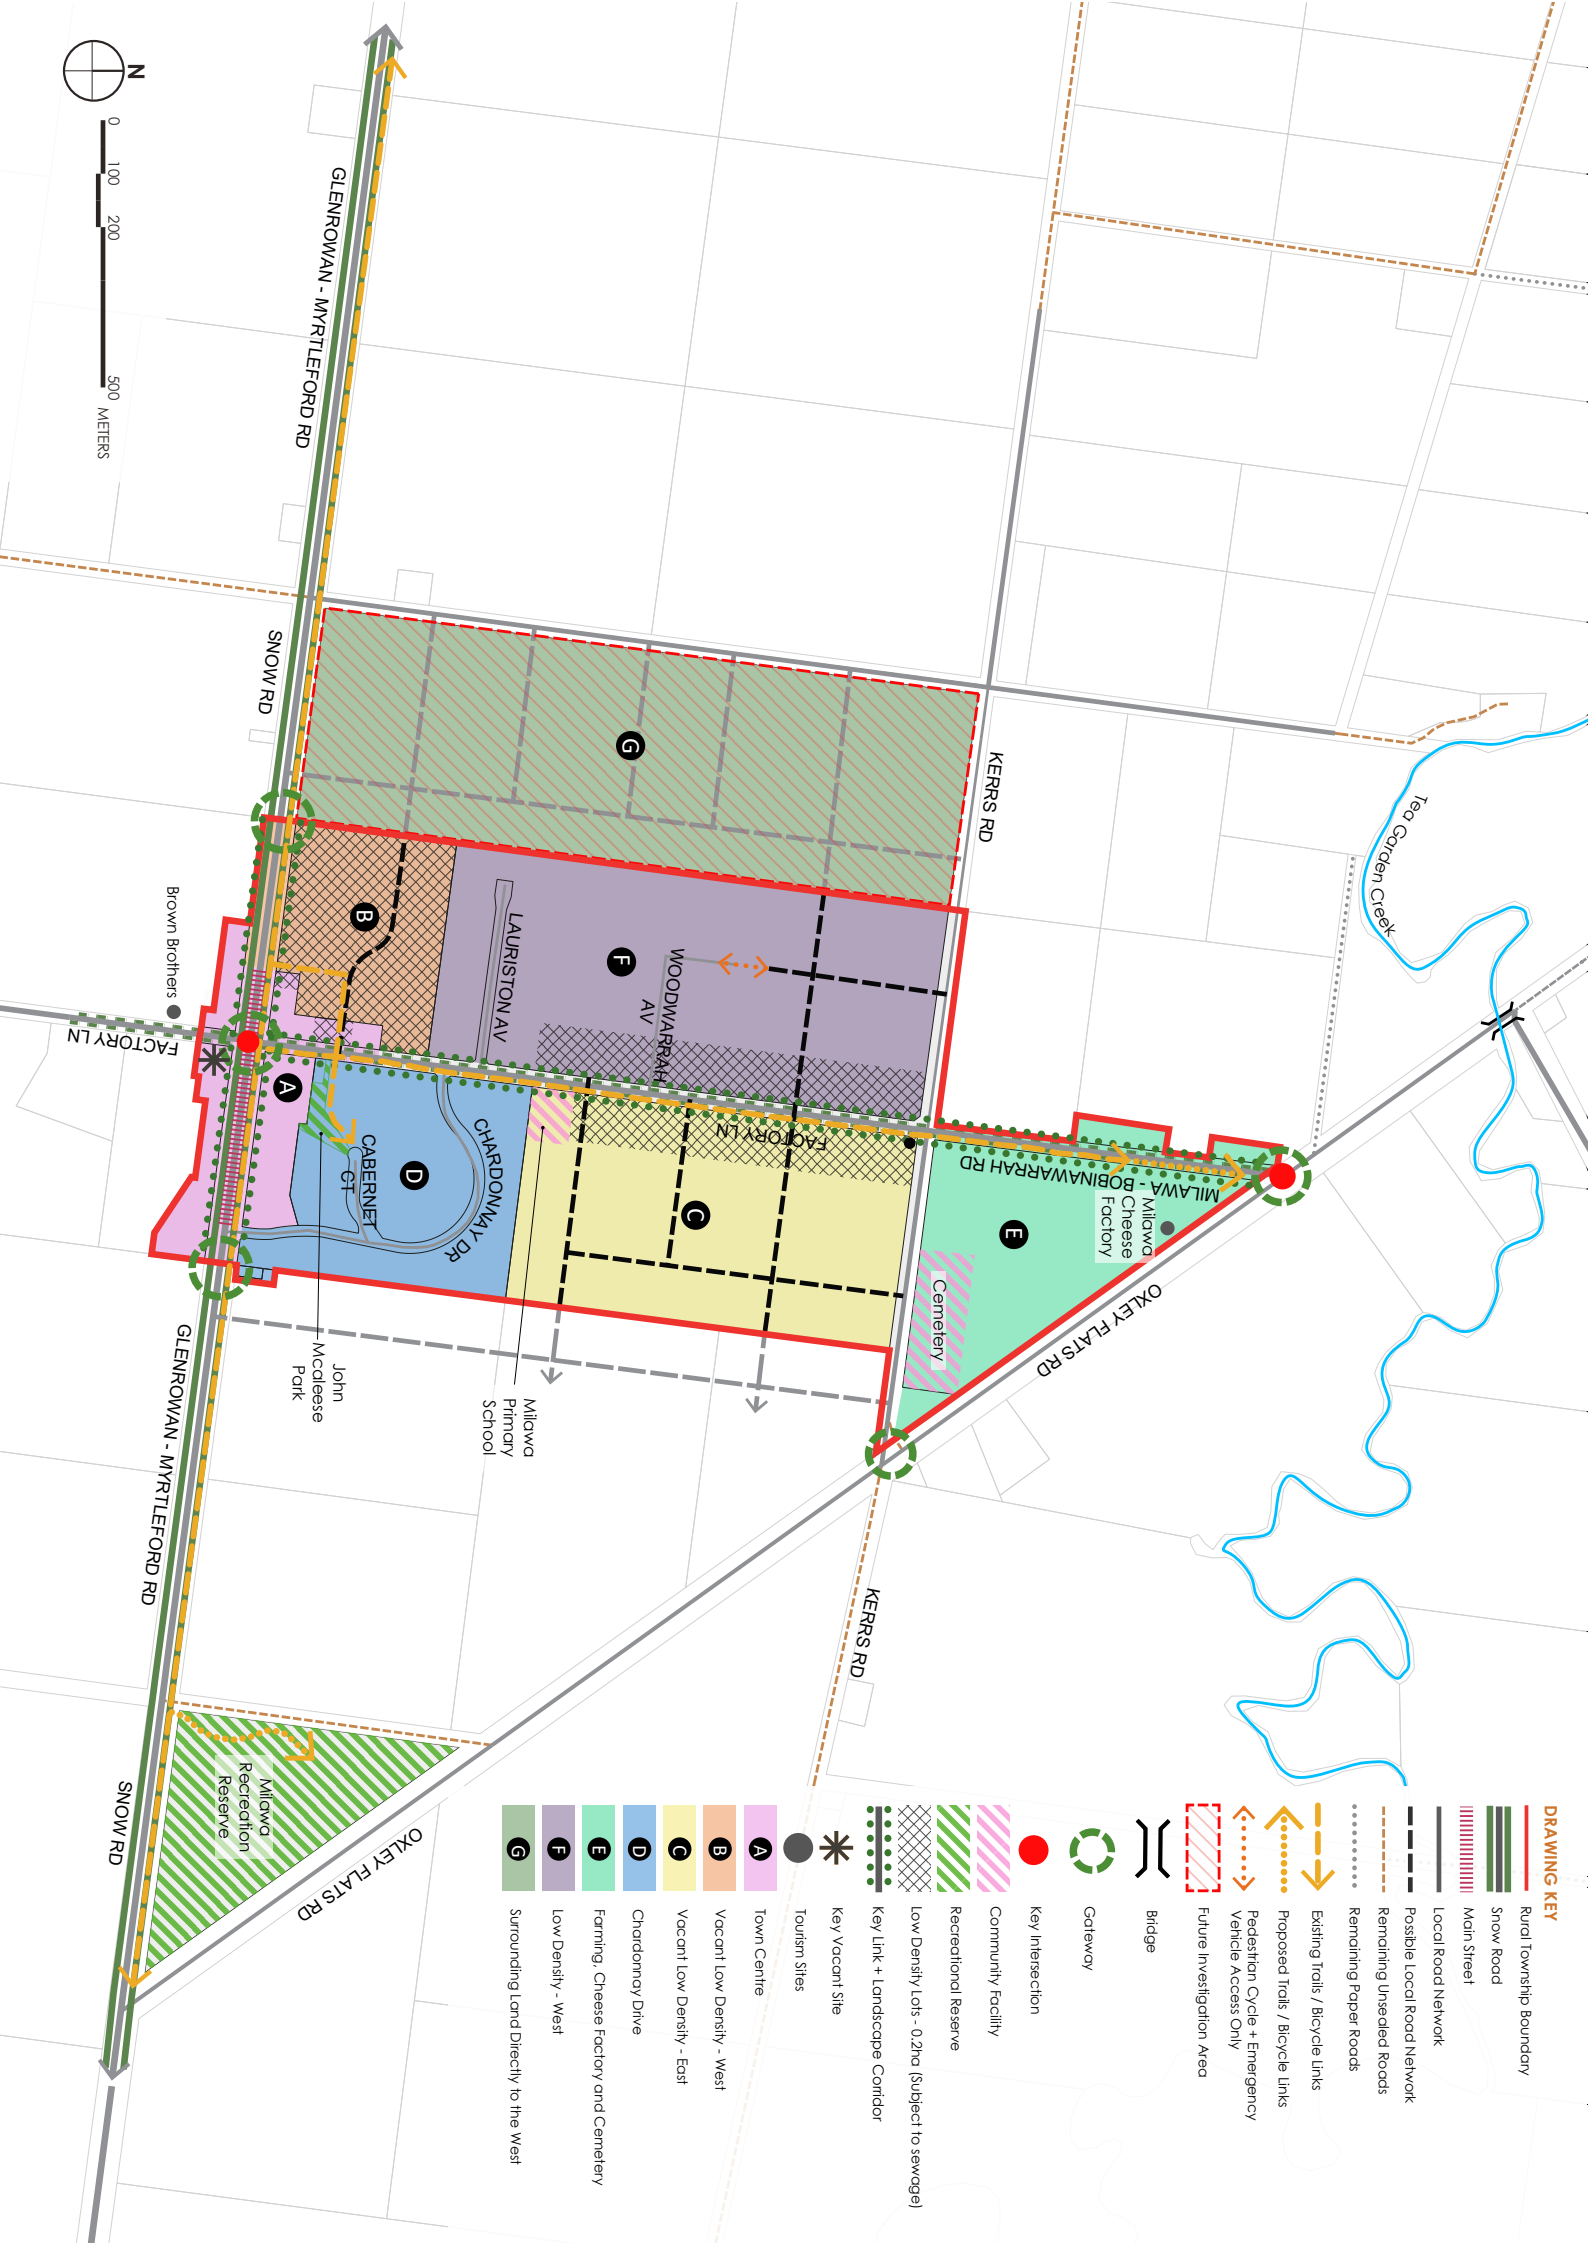 Tea Garden Creek
KERRS RD
MILAWA - BOBINAWARRAH RD
Milawa
Cheese
Factory
OXLEY FLATS RD
E
Cemetery
KERRS RD
G
F
WOODWARRAH
AV
FACTORY LN
C
LAURISTON AV
CHARDONNAY DR
Milawa
Primary
School
B
D
CABERNET
CT
John
Mcaleese
Park
A
GLENROWAN - MYRTLEFORD RD
SNOW RD
Brown Brothers
FACTORY LN
GLENROWAN - MYRTLEFORD RD
SNOW RD
OXLEY FLATS RD
Milawa
Recreation
Reserve
N
0
100
200
500
METERS
DRAWING KEY
Rural Township Boundary
Snow Road
Main Street
Local Road Network
Possible Local Road Network
Remaining Unsealed Roads
Remaining Paper Roads
Existing Trails / Bicycle Links
Proposed Trails / Bicycle Links
Pedestrian Cycle + Emergency
Vehicle Access Only
Future Investigation Area
Bridge
Gateway
Key Intersection
Community Facility
Recreational Reserve
Low Density Lots - 0.2ha (Subject to sewage)
Key Link + Landscape Corridor
Key Vacant Site
Tourism Sites
A Town Centre
B Vacant Low Density - West
C Vacant Low Density - East
D Chardonnay Drive
E Farming, Cheese Factory and Cemetery
F Low Density - West
G Surrounding Land Directly to the West